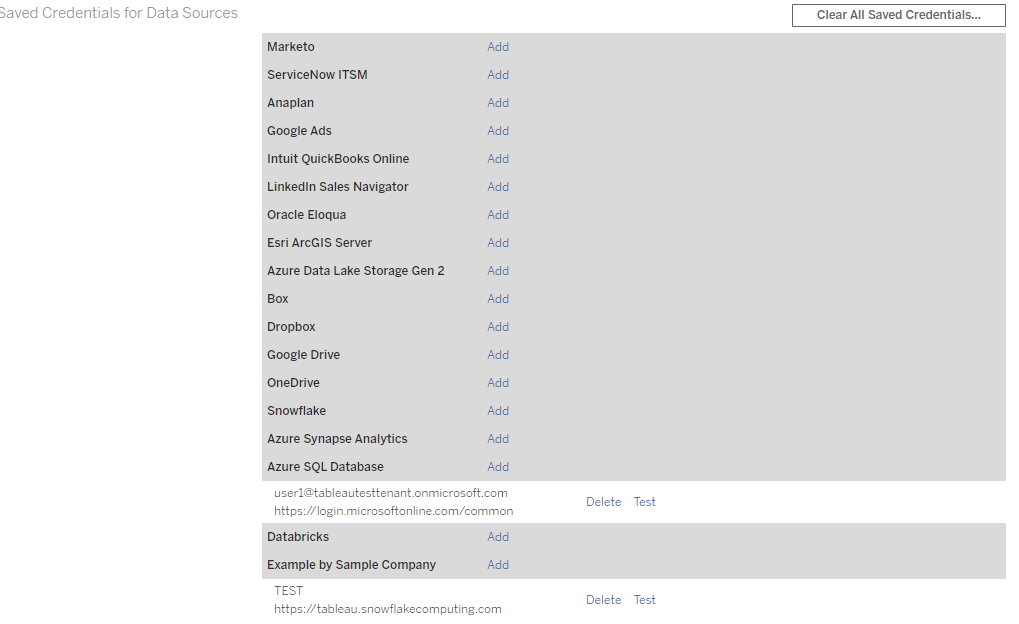 Saved Credentials for Data Sources
Clear All Saved Credentials...
Marketo Add
ServiceNow ITSM Add
Anaplan Add
Google Ads Add
Intuit QuickBooks Online Add
LinkedIn Sales Navigator Add
Oracle Eloqua Add
Esri ArcGIS Server Add
Azure Data Lake Storage Gen 2 Add
Box Add
Dropbox Add
Google Drive Add
OneDrive Add
Snowflake Add
Azure Synapse Analytics Add
Azure SQL Database Add
user1@tableautesttenant.onmicrosoft.com
https://login.microsoftonline.com/common
Delete Test
Databricks Add
Example by Sample Company Add
TEST
https://tableau.snowflakecomputing.com
Delete Test